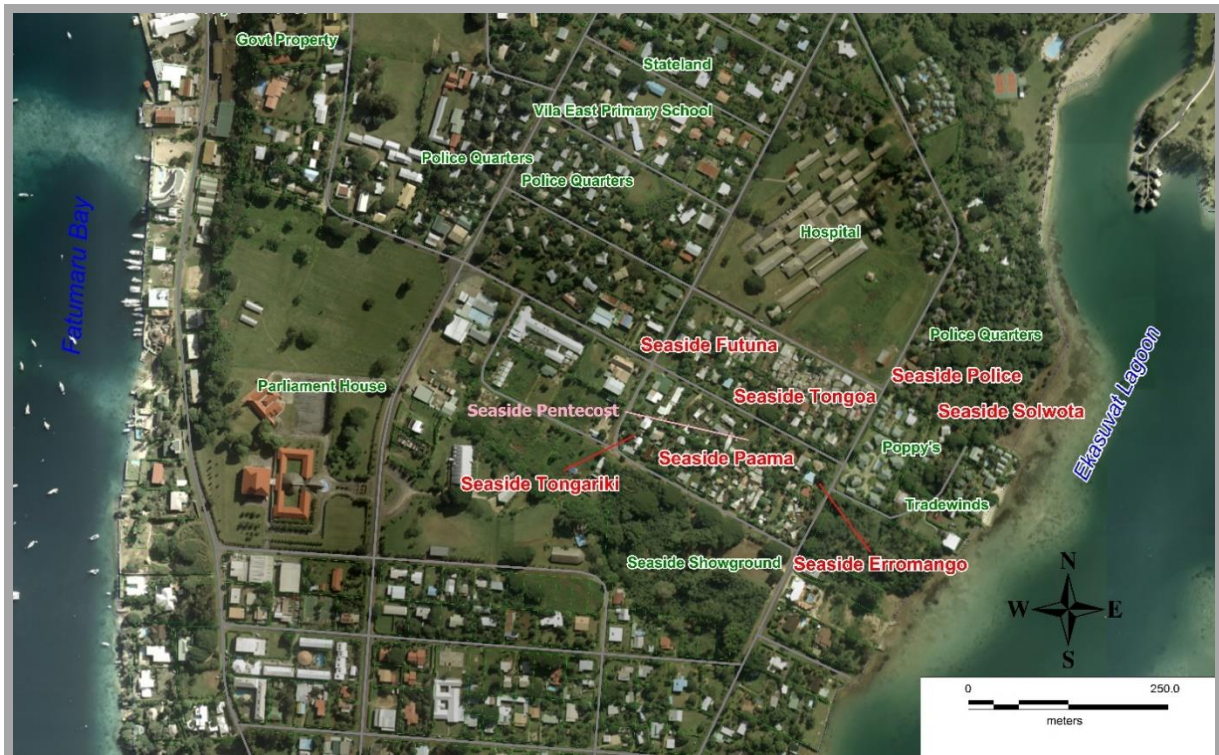 Govt Property
Stateland
Vila East Primary School
Police Quarters
Police Quarters
Hospital
Fatumaru Bay
Police Quarters
Seaside Futuna
Seaside Police
Parliament House
Seaside Tongoa
Seaside Pentecost
Seaside Solwota
Ekasuvat Lagoon
Poppy's
Seaside Paama
Seaside Tongariki
Tradewinds
Seaside Showground
Seaside Erromango
N
W
E
S
0
250.0
meters